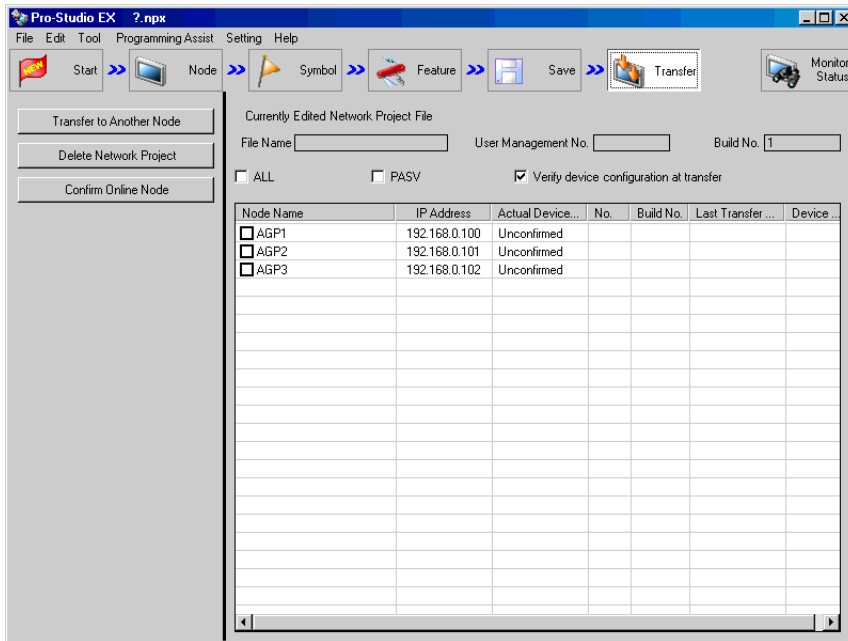 Pro-Studio EX ?.npx
File Edit Tool Programming Assist Setting Help
NEW Start Node Symbol Feature Save Transfer Monitor Status
Transfer to Another Node
Delete Network Project
Confirm Online Node
Currently Edited Network Project File
File Name User Management No. Build No. 1
ALL PASV Verify device configuration at transfer
Node Name IP Address Actual Device... No. Build No. Last Transfer ... Device ...
AGP1 192.168.0.100 Unconfirmed
AGP2 192.168.0.101 Unconfirmed
AGP3 192.168.0.102 Unconfirmed